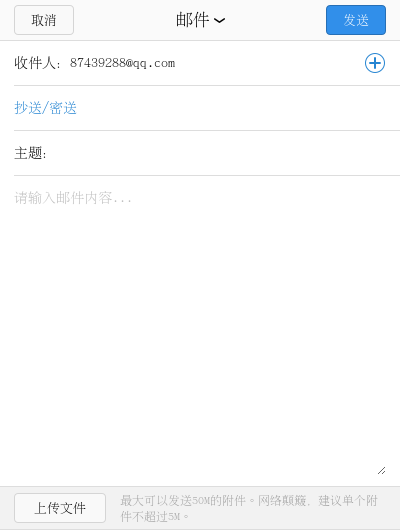 取消 邮件 发送
收件人: 87439288@qq.com
抄送/密送
主题:
请输入邮件内容...
上传文件
最大可以发送50M的附件。网络颠簸，建议单个附
件不超过5M。